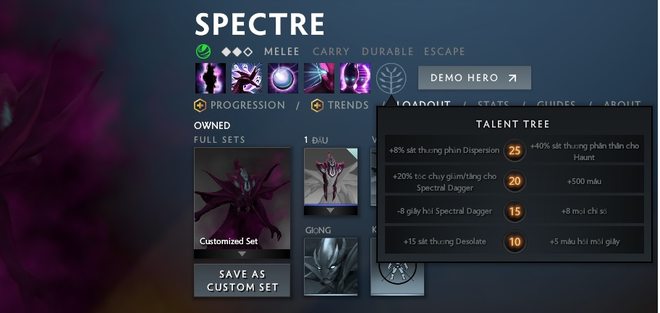 SPECTRE
MELEE CARRY DURABLE ESCAPE
DEMO HERO
PROGRESSION / TRENDS LOADOUT / STATS / GUIDES / ABOUT
TALENT TREE
+8% sát thương phản Dispersion 25 +40% sát thương phân thân cho Haunt
+20% tốc chạy giảm/tăng cho Spectral Dagger 20 +500 máu
-8 giây hồi Spectral Dagger 15 +8 mọi chỉ số
+15 sát thương Desolate 10 +5 máu hồi mỗi giây
OWNED
FULL SETS
1 ĐẦU
Customized Set
GIỌNG
SAVE AS
CUSTOM SET